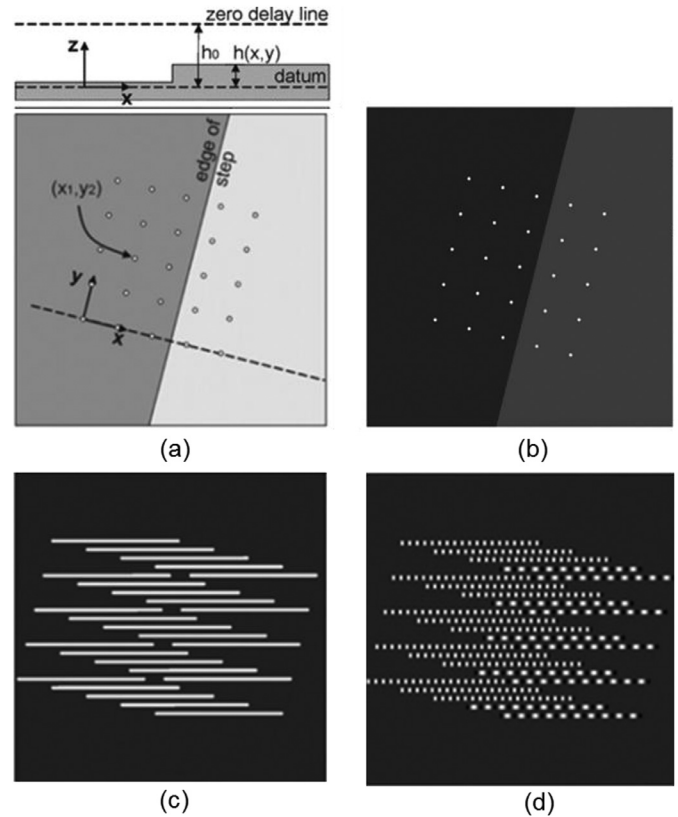 zero delay line
z
h₀
h(x,y)
datum
x
edge of
step
(x₁,y₂)
y
x
(a)
(b)
(c)
(d)